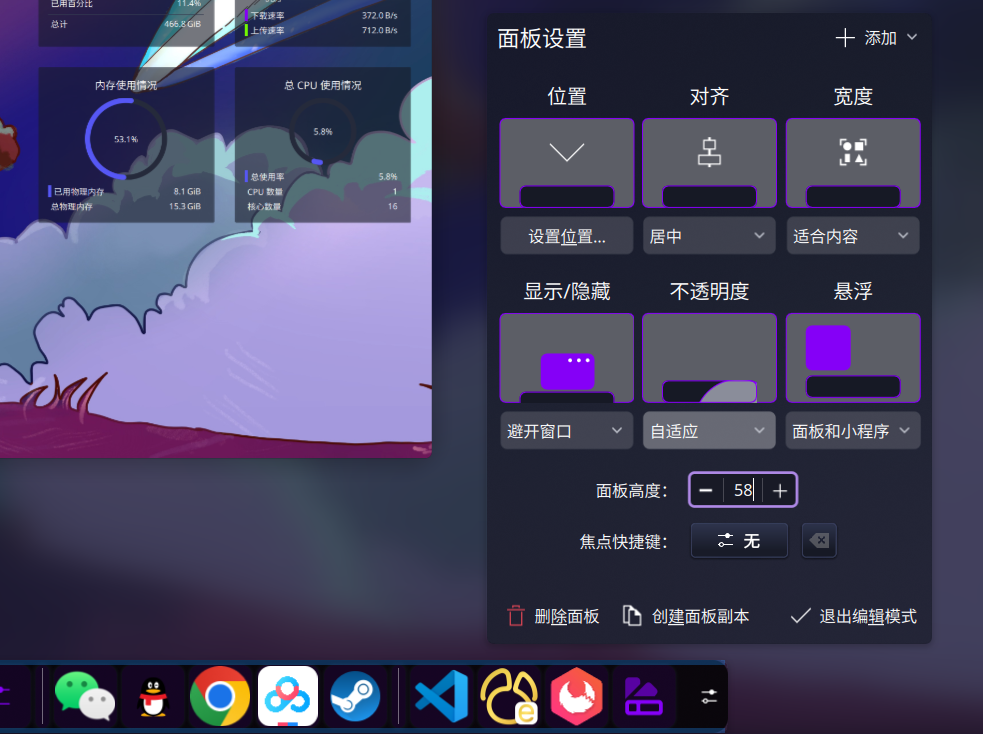 已用百分比 11.4%
总计 466.8 GiB
下载速率 372.0 B/s
上传速率 712.0 B/s
内存使用情况
53.1%
已用物理内存 8.1 GiB
总物理内存 15.3 GiB
总 CPU 使用情况
5.8%
总使用率 5.8%
CPU 数量 1
核心数量 16
面板设置
添加
位置 对齐 宽度
设置位置... 居中 适合内容
显示/隐藏 不透明度 悬浮
避开窗口 自适应 面板和小程序
面板高度： 58
焦点快捷键： 无
删除面板 创建面板副本 退出编辑模式
e